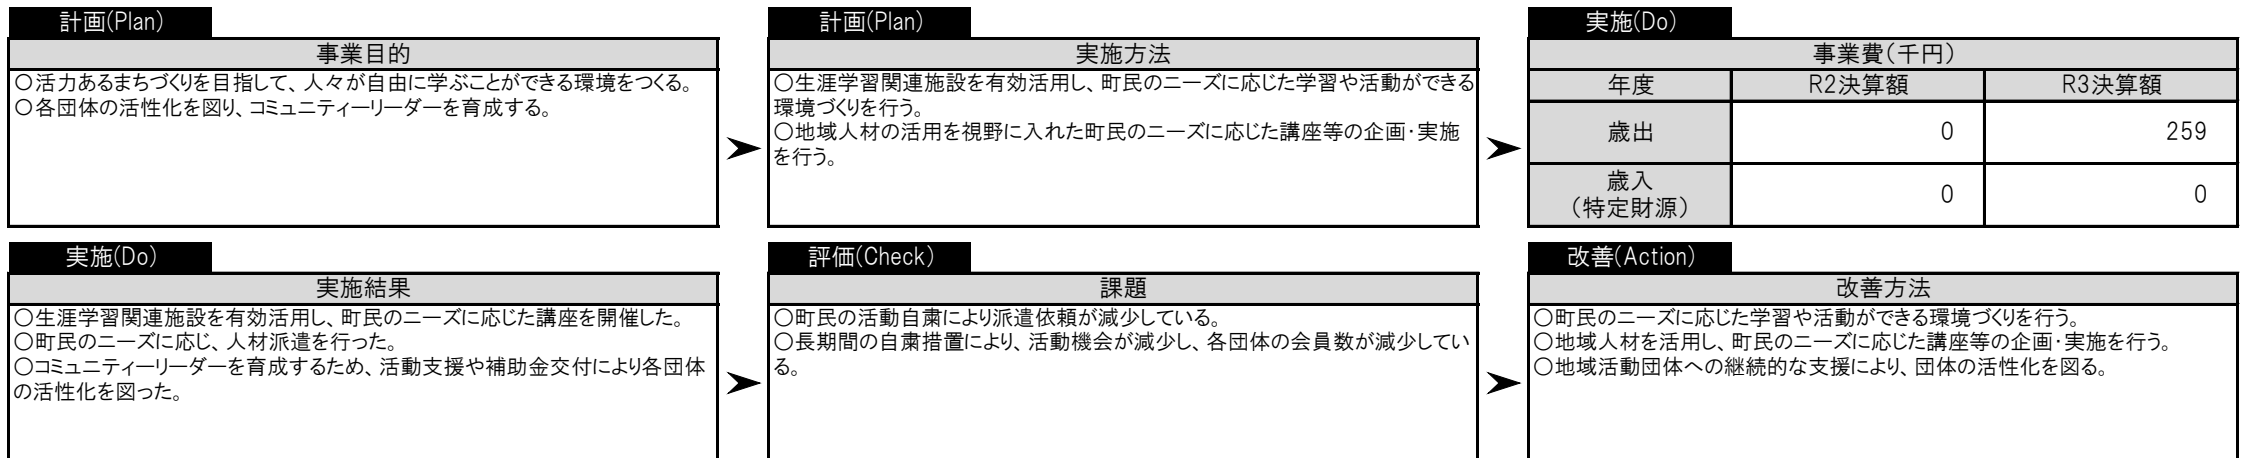 計画(Plan)
事業目的
○活力あるまちづくりを目指して、人々が自由に学ぶことができる環境をつくる。
○各団体の活性化を図り、コミュニティーリーダーを育成する。
計画(Plan)
実施方法
○生涯学習関連施設を有効活用し、町民のニーズに応じた学習や活動ができる
環境づくりを行う。
○地域人材の活用を視野に入れた町民のニーズに応じた講座等の企画・実施
を行う。
実施(Do)
事業費(千円)
年度 R2決算額 R3決算額
歳出 0 259
歳入
(特定財源) 0 0
実施(Do)
実施結果
○生涯学習関連施設を有効活用し、町民のニーズに応じた講座を開催した。
○町民のニーズに応じ、人材派遣を行った。
○コミュニティーリーダーを育成するため、活動支援や補助金交付により各団体
の活性化を図った。
評価(Check)
課題
○町民の活動自粛により派遣依頼が減少している。
○長期間の自粛措置により、活動機会が減少し、各団体の会員数が減少してい
る。
改善(Action)
改善方法
○町民のニーズに応じた学習や活動ができる環境づくりを行う。
○地域人材を活用し、町民のニーズに応じた講座等の企画・実施を行う。
○地域活動団体への継続的な支援により、団体の活性化を図る。